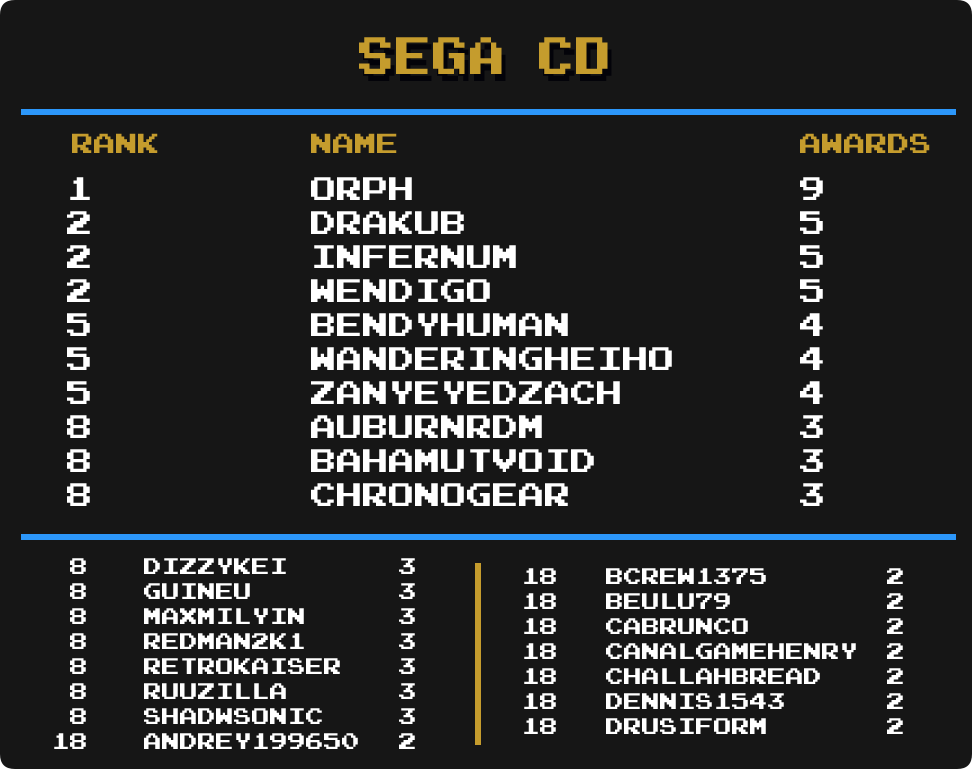 SEGA CD
RANK NAME AWARDS
1 ORPH 9
2 DRAKUB 5
2 INFERNUM 5
2 WENDIGO 5
5 BENDYHUMAN 4
5 WANDERINGHEIHO 4
5 ZANYEYEDZACH 4
8 AUBURNRDM 3
8 BAHAMUTVOID 3
8 CHRONOGEAR 3
8 DIZZYKEI 3
8 GUINEU 3
8 MAXMILYIN 3
8 REDMAN2K1 3
8 RETROKAISER 3
8 RUUZILLA 3
8 SHADWSONIC 3
18 ANDREY199650 2
18 BCREW1375 2
18 BEULU79 2
18 CABRUNCO 2
18 CANALGAMEHENRY 2
18 CHALLAHBREAD 2
18 DENNIS1543 2
18 DRUSIFORM 2